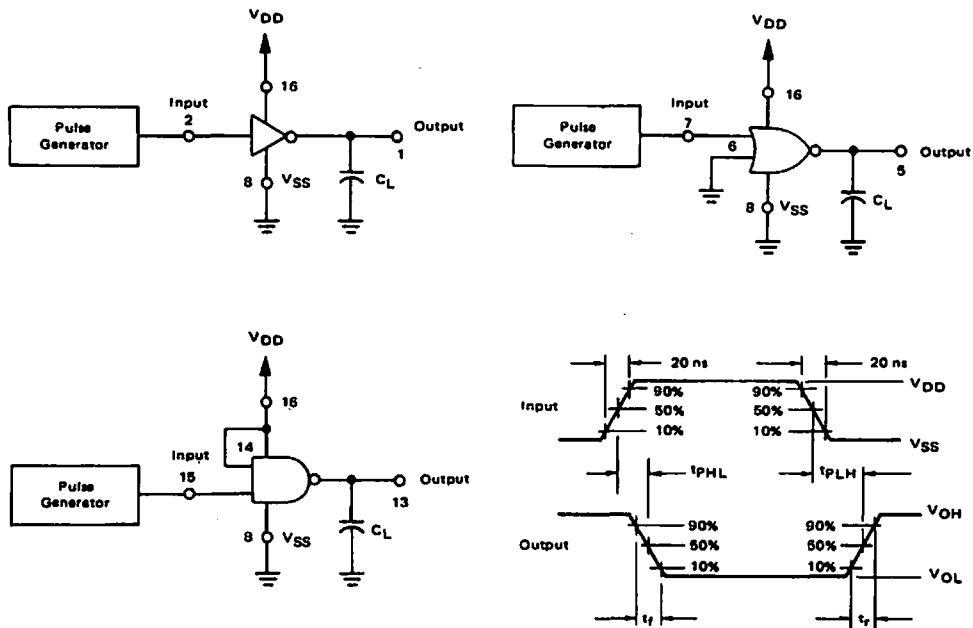 VDD
16
Input
2
Pulse
Generator
Output
1
8
VSS
CL
VDD
16
Input
7
Pulse
Generator
6
Output
5
8
VSS
CL
VDD
16
14
Input
15
Pulse
Generator
Output
13
8
VSS
CL
20 ns
20 ns
VDD
90%
90%
Input
50%
50%
10%
10%
VSS
tPHL
tPLH
VOH
90%
90%
Output
50%
50%
10%
10%
VOL
tf
tr